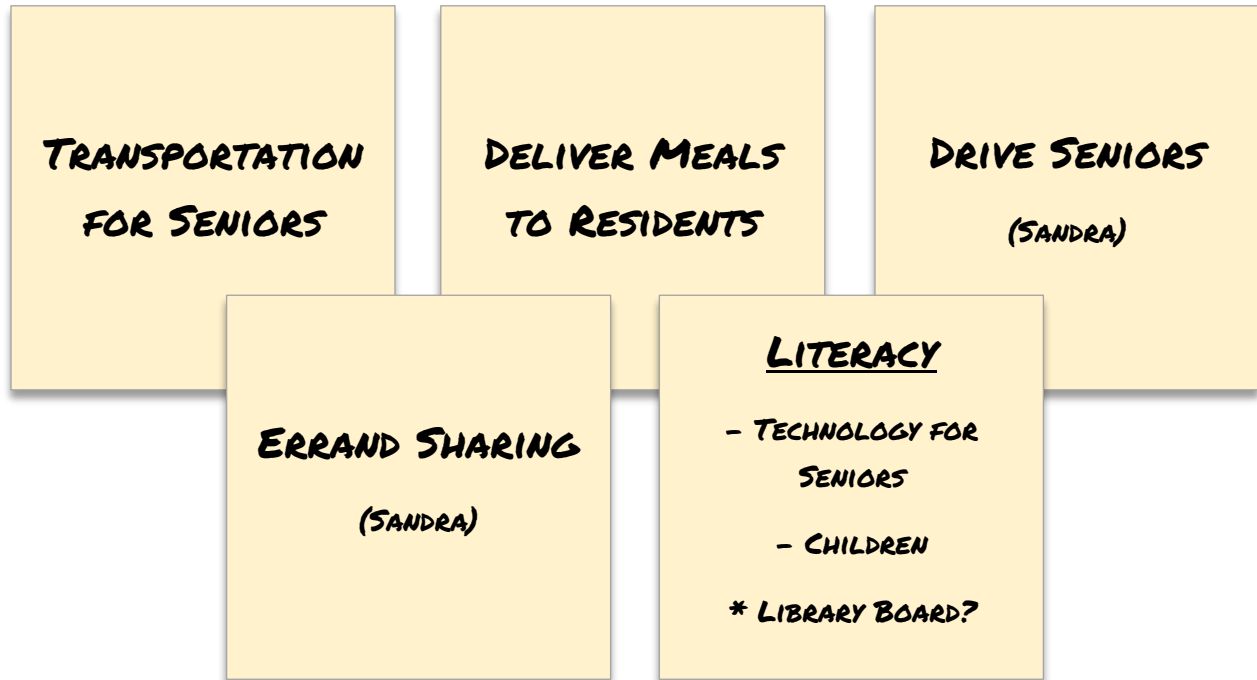 Transportation
for Seniors
Deliver Meals
to Residents
Drive Seniors
(Sandra)
Errand Sharing
(Sandra)
Literacy
- Technology for
Seniors
- Children
* Library Board?